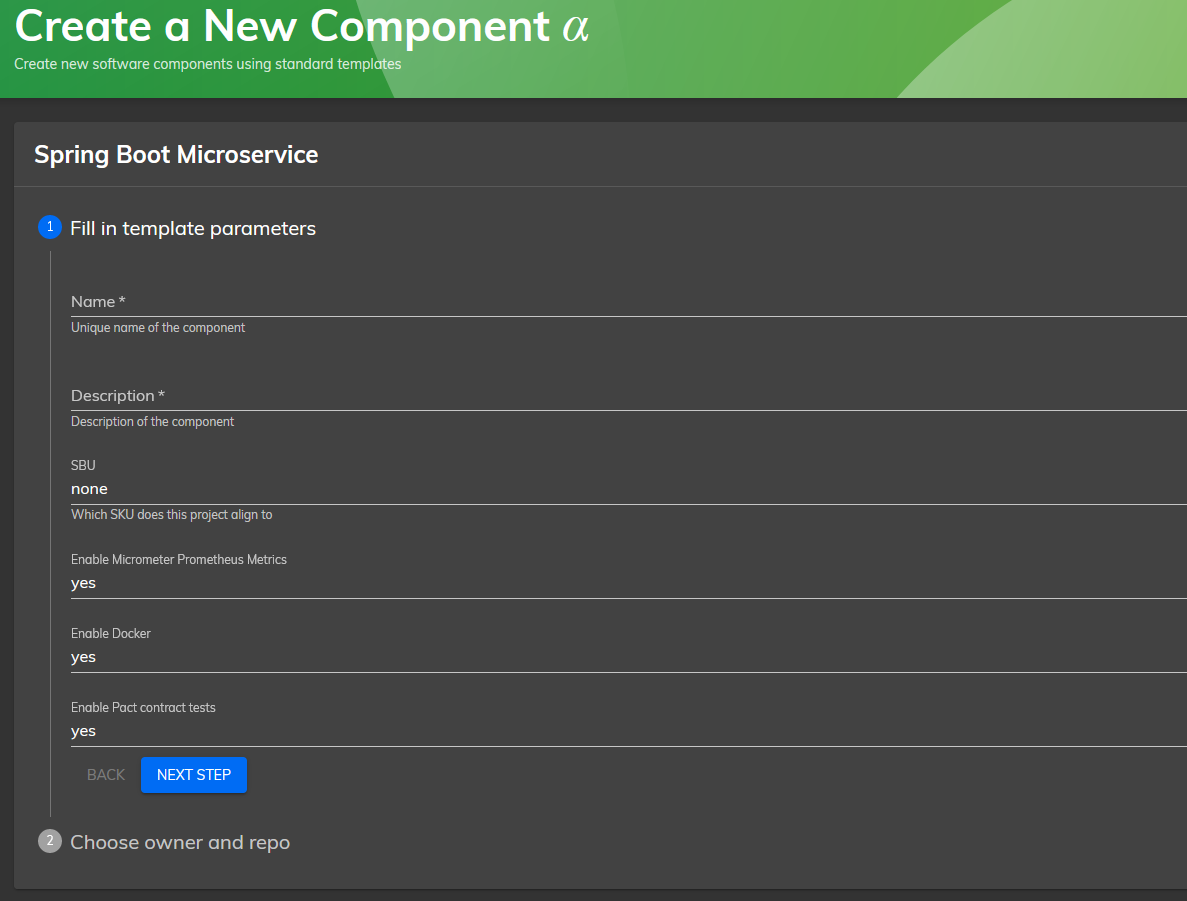 Create a New Component α
Create new software components using standard templates
Spring Boot Microservice
1 Fill in template parameters
Name *
Unique name of the component
Description *
Description of the component
SBU
none
Which SKU does this project align to
Enable Micrometer Prometheus Metrics
yes
Enable Docker
yes
Enable Pact contract tests
yes
BACK NEXT STEP
2 Choose owner and repo